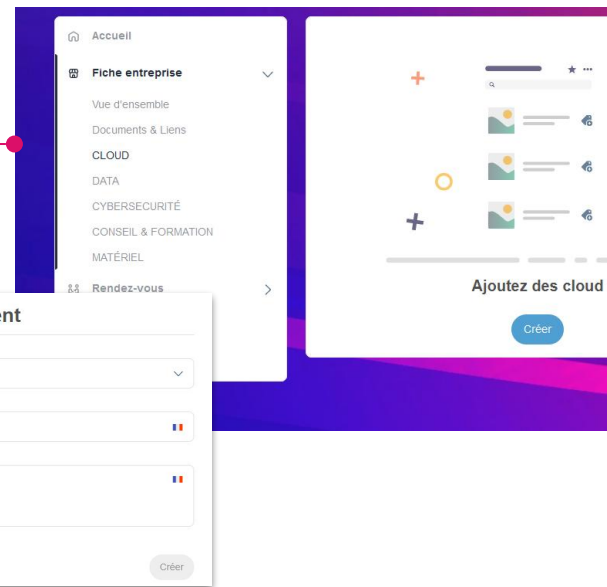 Accueil
Fiche entreprise
Vue d'ensemble
Documents & Liens
CLOUD
DATA
CYBERSECURITÉ
CONSEIL & FORMATION
MATÉRIEL
Rendez-vous
Ajoutez des cloud
Créer
ent
Créer